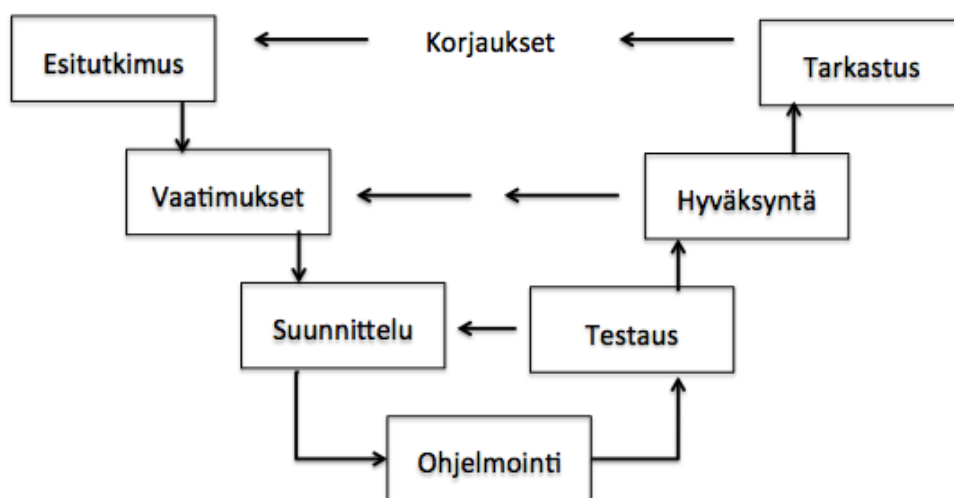 Esitutkimus
Korjaukset
Tarkastus
Vaatimukset
Hyväksyntä
Suunnittelu
Testaus
Ohjelmointi